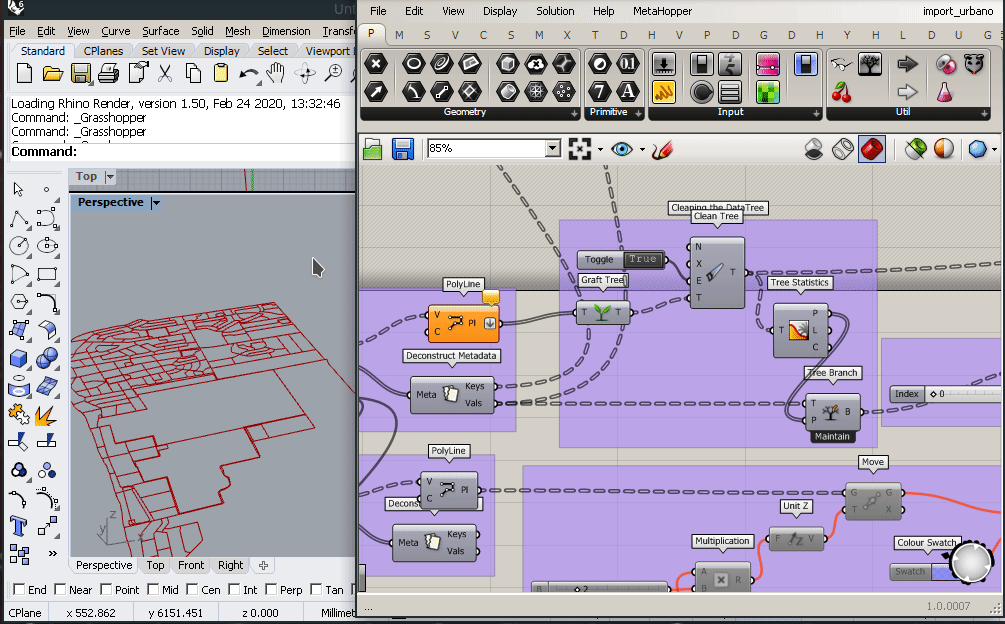 Unt
File Edit View Curve Surface Solid Mesh Dimension Transf
Standard CPlanes Set View Display Select Viewport L
Loading Rhino Render, version 1.50, Feb 24 2020, 13:32:46
Command: _Grasshopper
Command: _Grasshopper
Command:
Top
Perspective
z
y
x
Perspective Top Front Right
End Near Point Mid Cen Int Perp Tan
CPlane x 552.862 y 6151.451 z 0.000 Millimet
File Edit View Display Solution Help MetaHopper import_urbano
P M S V C S M X T D H V P D G D H Y H L D U G
Geometry Primitive Input Util
85%
Cleaning the DataTree
Clean Tree
Toggle True
N
X
E
T
T
Graft Tree
T T
PolyLine
V
C
Pl
Tree Statistics
T
P
L
C
Deconstruct Metadata
Meta
Keys
Vals
Tree Branch
T
P
B
Maintain
Index 0
PolyLine
V
C
Pl
Decons
Meta
Keys
Vals
Move
G
T
G
X
Unit Z
F V
Multiplication
A
B
R
B 2
Colour Swatch
Swatch
...
1.0.0007